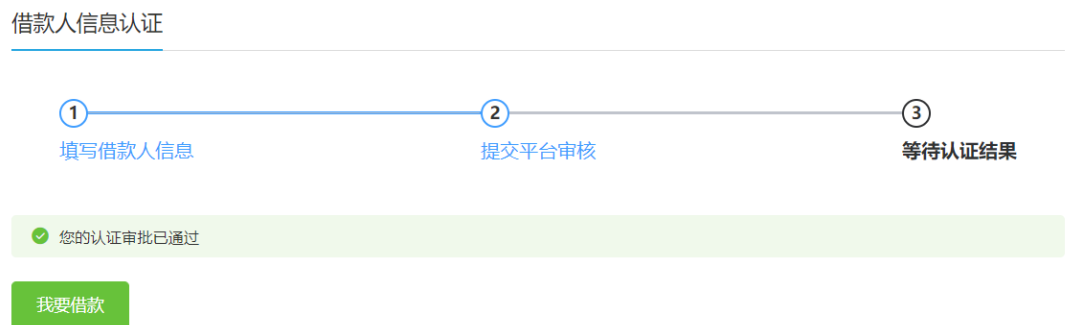 借款人信息认证
1 2 3
填写借款人信息 提交平台审核 等待认证结果
您的认证审批已通过
我要借款